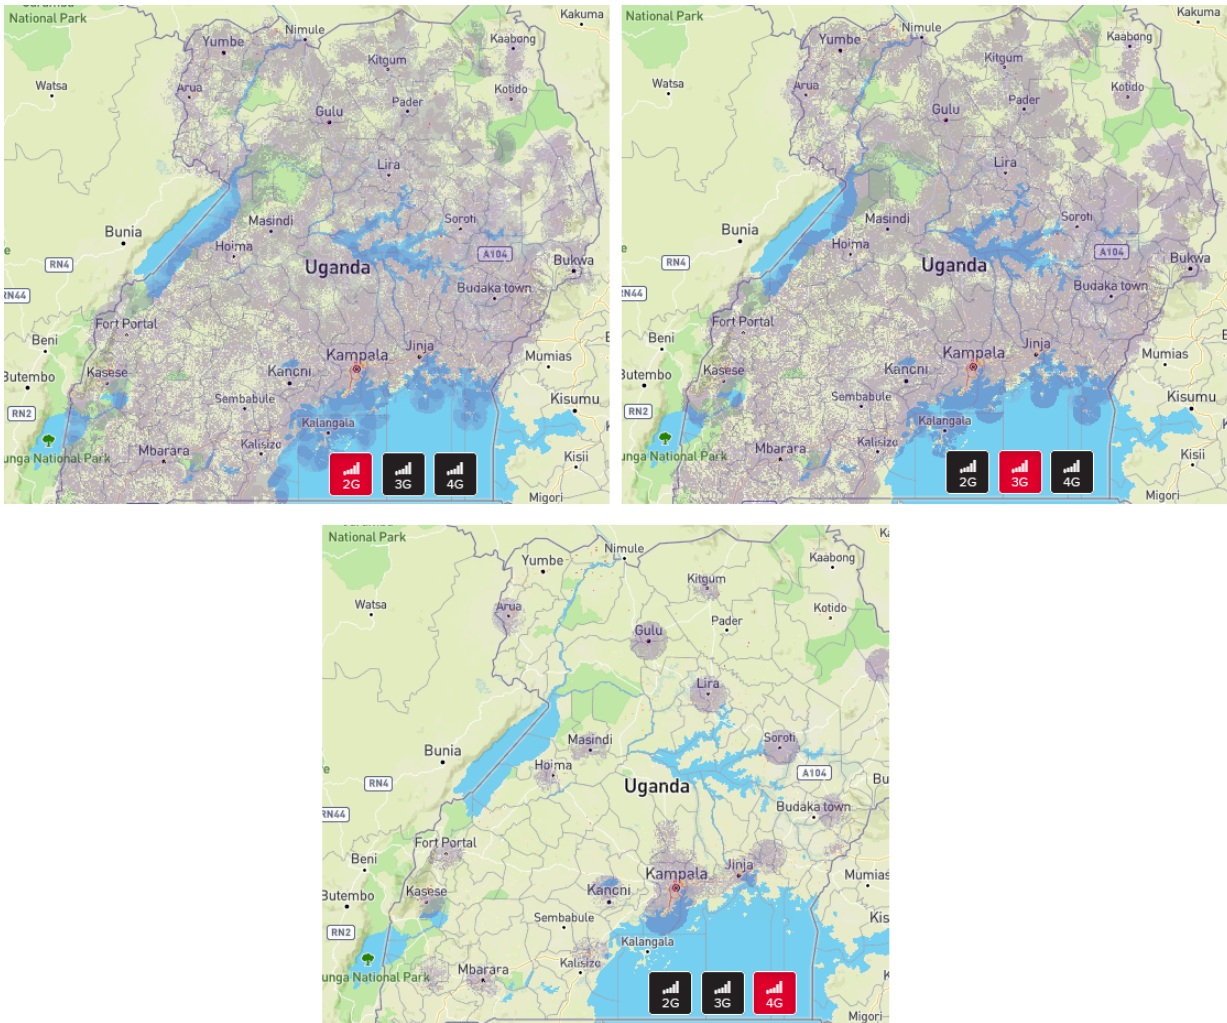 National Park
Nimule
Kakuma
Yumbe
Kaabong
Kitgum
Watsa
Arua
Kotido
Pader
Gulu
Lira
Masindi
Soroti
Bunia
Hoima
A104
RN4
Uganda
Bukwa
RN44
Budaka town
Fort Portal
Beni
Kampala
Jinja
Mumias
Kasese
Kancni
Butembo
Sembabule
Kisumu
RN2
Kalangala
Mbarara
Kalisizo
unga National Park
Kisii
2G
3G
4G
Migori
National Park
Nimule
Kakuma
Yumbe
Kaabong
Kitgum
Watsa
Arua
Kotido
Pader
Gulu
Lira
Masindi
Soroti
Bunia
Hoima
A104
RN4
Uganda
Bukwa
N44
Budaka town
Fort Portal
Beni
Kampala
Jinja
Mumias
Kasese
Kancni
Butembo
Sembabule
Kisumu
RN2
Kalangala
Mbarara
Kalisizo
unga National Park
Kisii
2G
3G
4G
Migori
National Park
Nimule
Ka
Yumbe
Kaabong
Kitgum
Watsa
Arua
Kotido
Pader
Gulu
Lira
Masindi
Soroti
Bunia
Hoima
A104
RN4
Uganda
Bu
RN44
Budaka town
Fort Portal
Beni
Jinja
Kampala
Mumias
Kasese
Kancni
Butembo
Sembabule
Kis
RN2
Kalangala
Kalisizo
Mbarara
unga National Park
Kis
2G
3G
4G
Migori